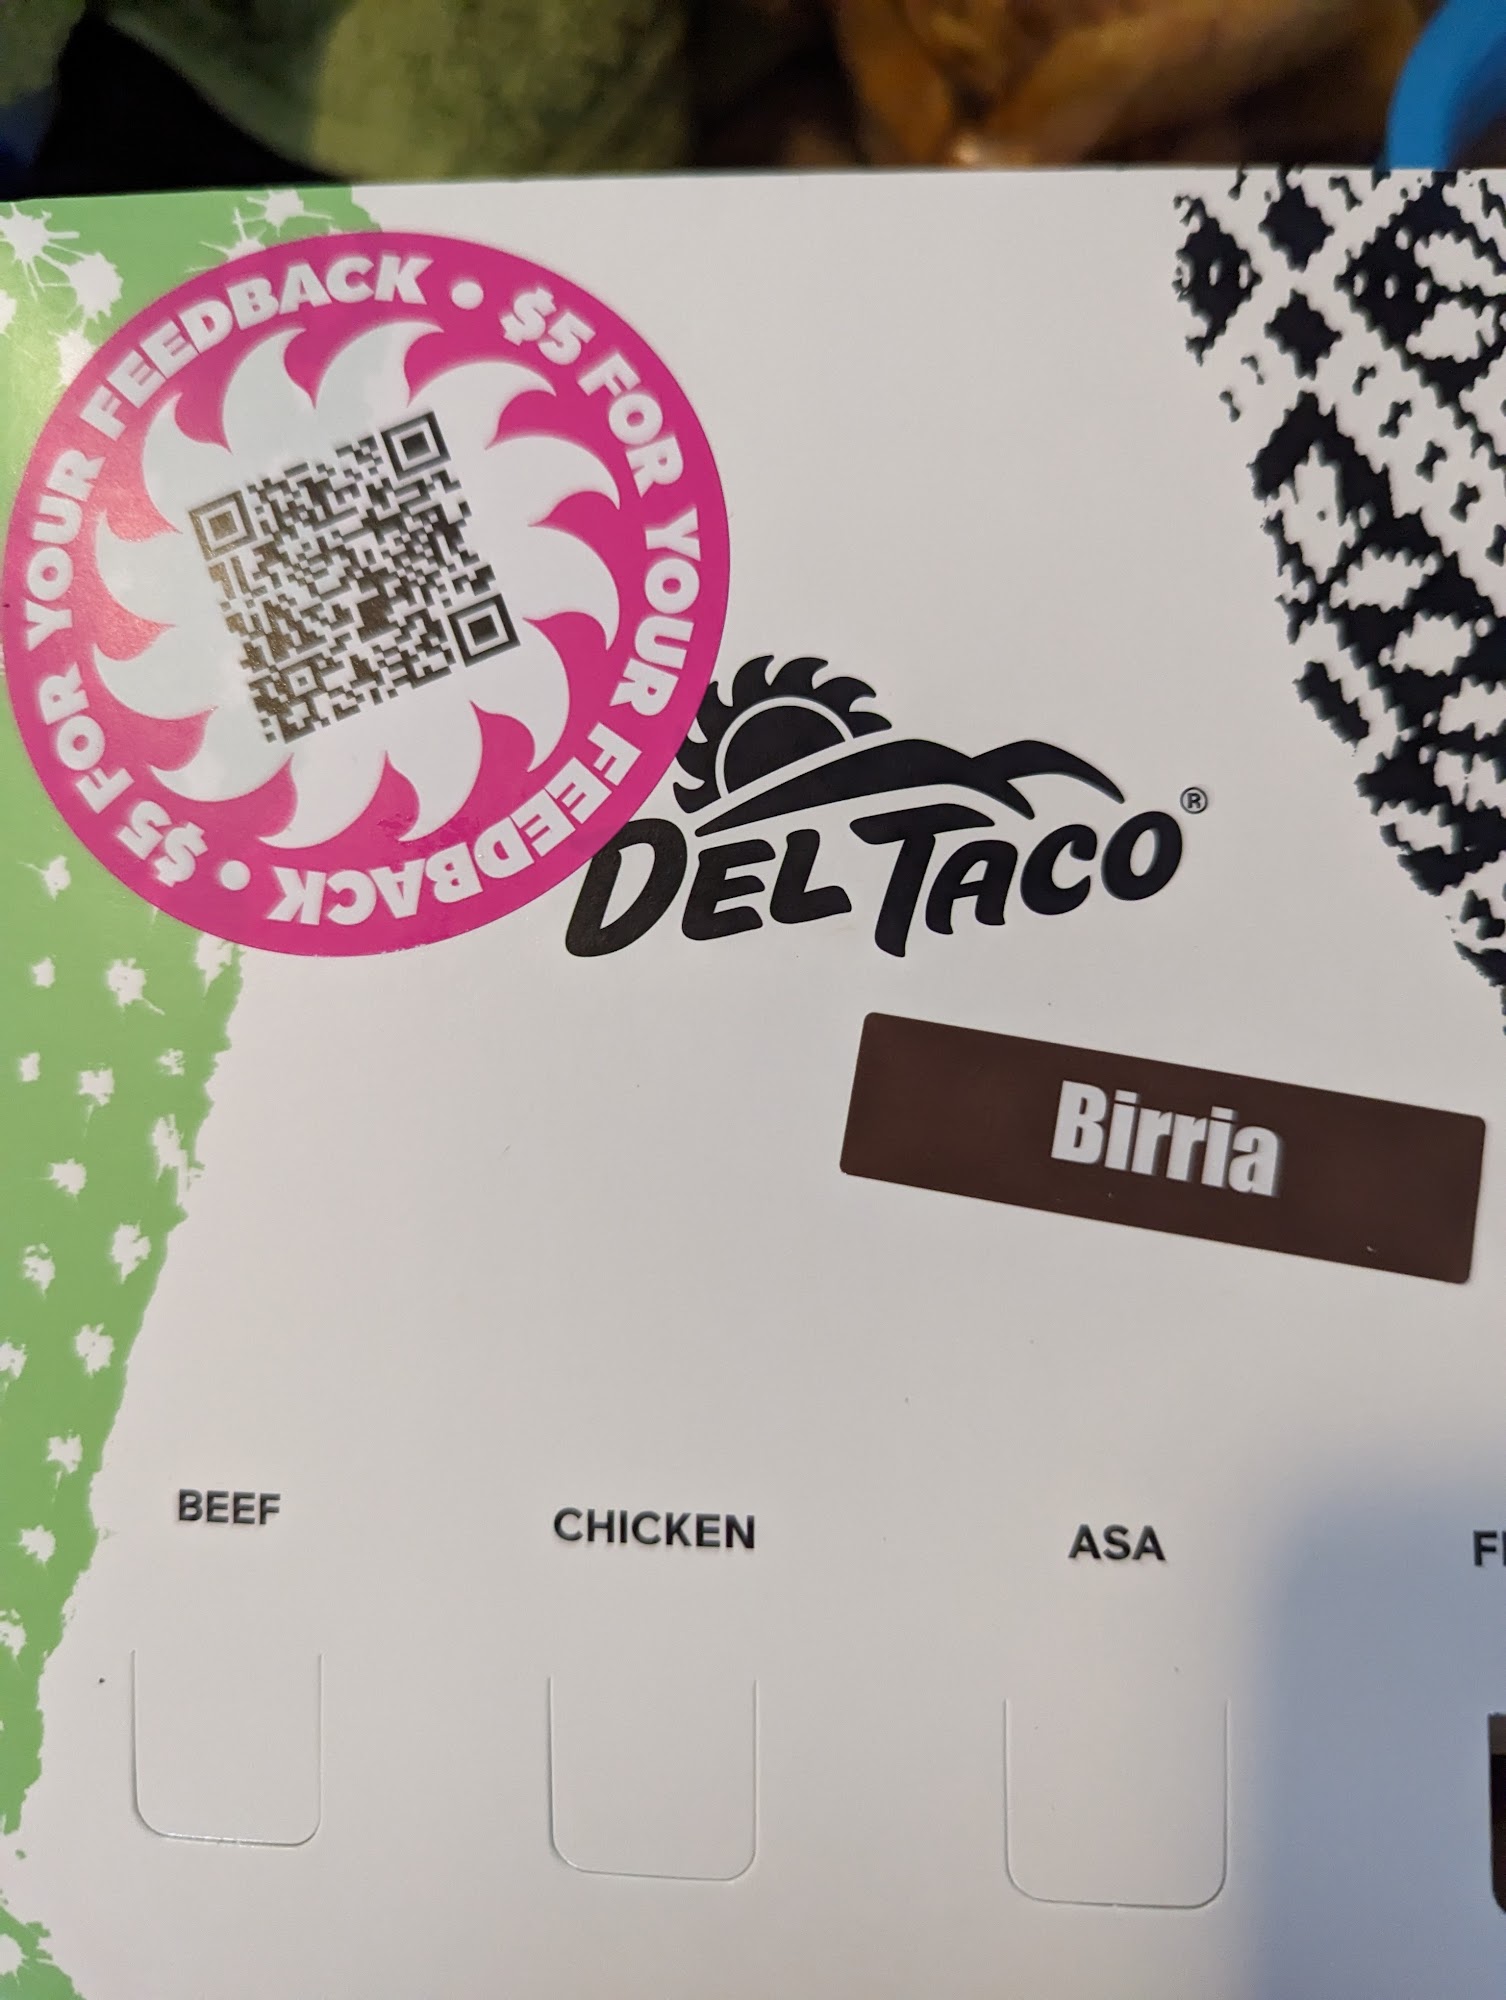 $5 FOR YOUR FEEDBACK • $5 FOR YOUR FEEDBACK •
DEL TACO®
Birria
BEEF
CHICKEN
ASA